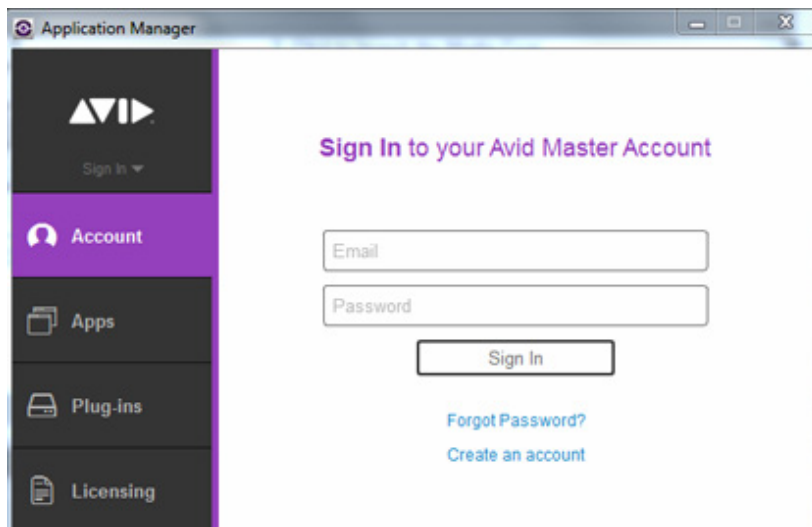 Application Manager
AVID
Sign In
Account
Apps
Plug-ins
Licensing
Sign In to your Avid Master Account
Email
Password
Sign In
Forgot Password?
Create an account